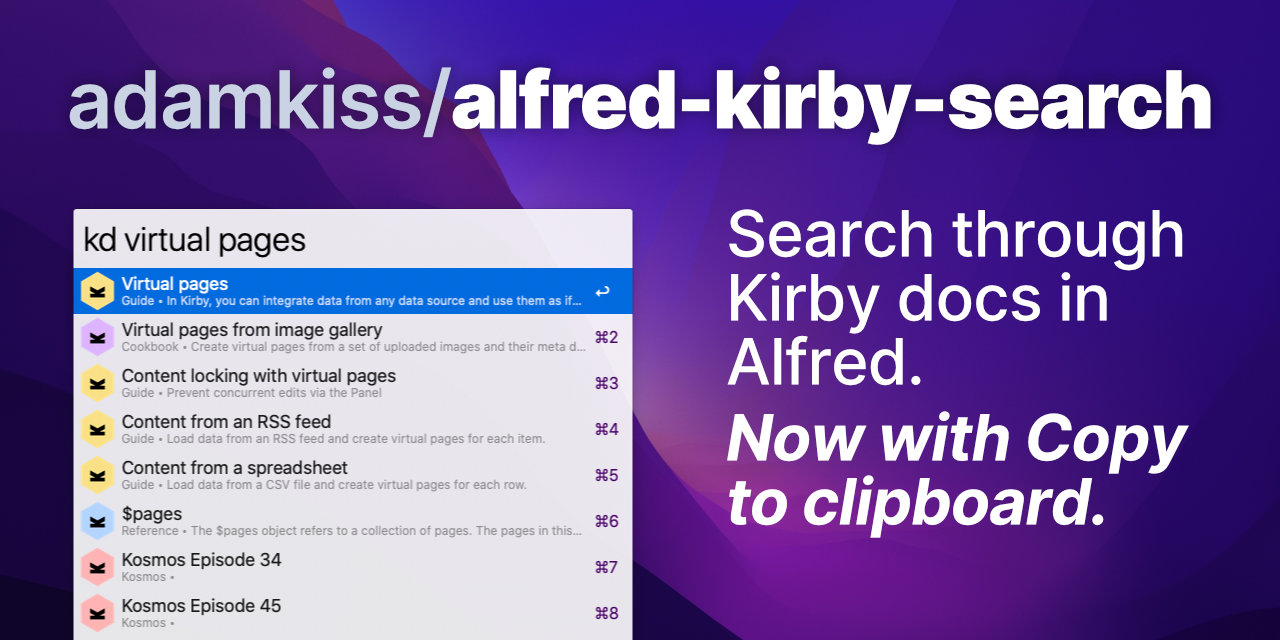 adamkiss/alfred-kirby-search
kd virtual pages
Virtual pages
Guide • In Kirby, you can integrate data from any data source and use them as if...
↩
Virtual pages from image gallery
Cookbook • Create virtual pages from a set of uploaded images and their meta d...
⌘2
Content locking with virtual pages
Guide • Prevent concurrent edits via the Panel
⌘3
Content from an RSS feed
Guide • Load data from an RSS feed and create virtual pages for each item.
⌘4
Content from a spreadsheet
Guide • Load data from a CSV file and create virtual pages for each row.
⌘5
$pages
Reference • The $pages object refers to a collection of pages. The pages in this...
⌘6
Kosmos Episode 34
Kosmos •
⌘7
Kosmos Episode 45
Kosmos •
⌘8
Search through
Kirby docs in
Alfred.
Now with Copy
to clipboard.